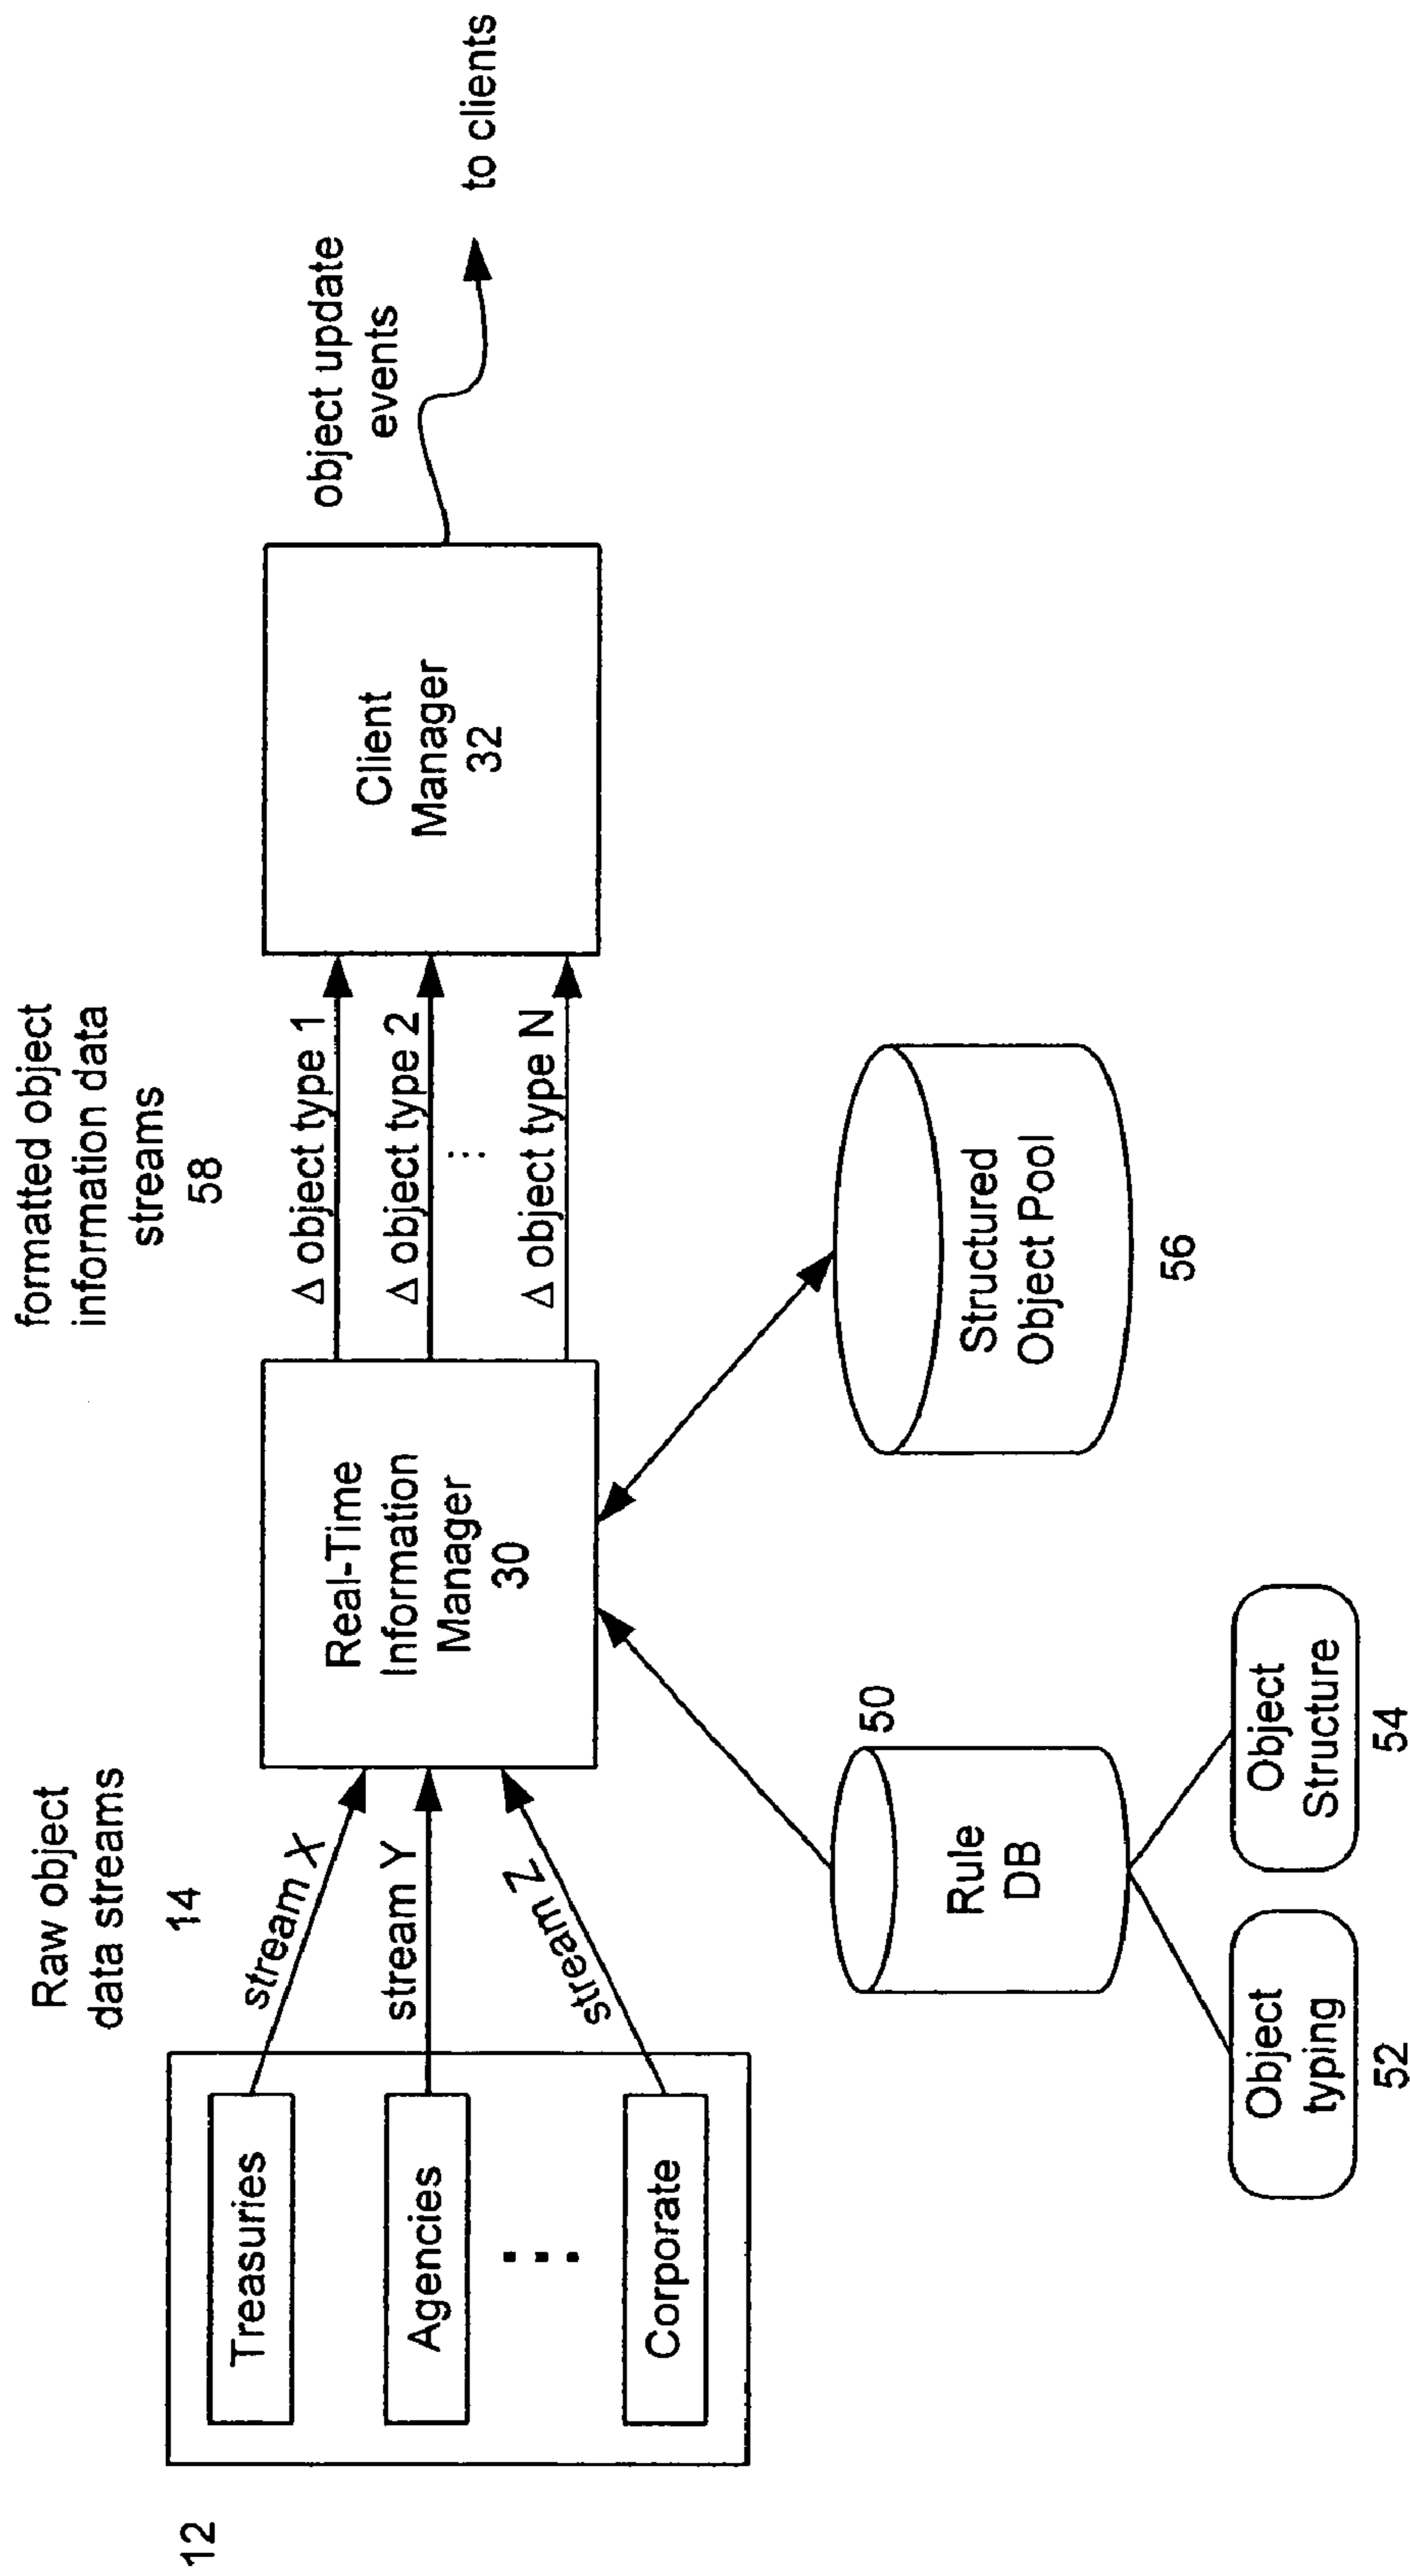 Raw object
data streams
14
formatted object
information data
streams
58
12
Treasuries
Agencies
Corporate
stream X
stream Y
stream Z
Real-Time
Information
Manager
30
Δ object type 1
Δ object type 2
...
Δ object type N
Client
Manager
32
object update
events
to clients
Rule
DB
50
Structured
Object Pool
56
Object
typing
52
Object
Structure
54